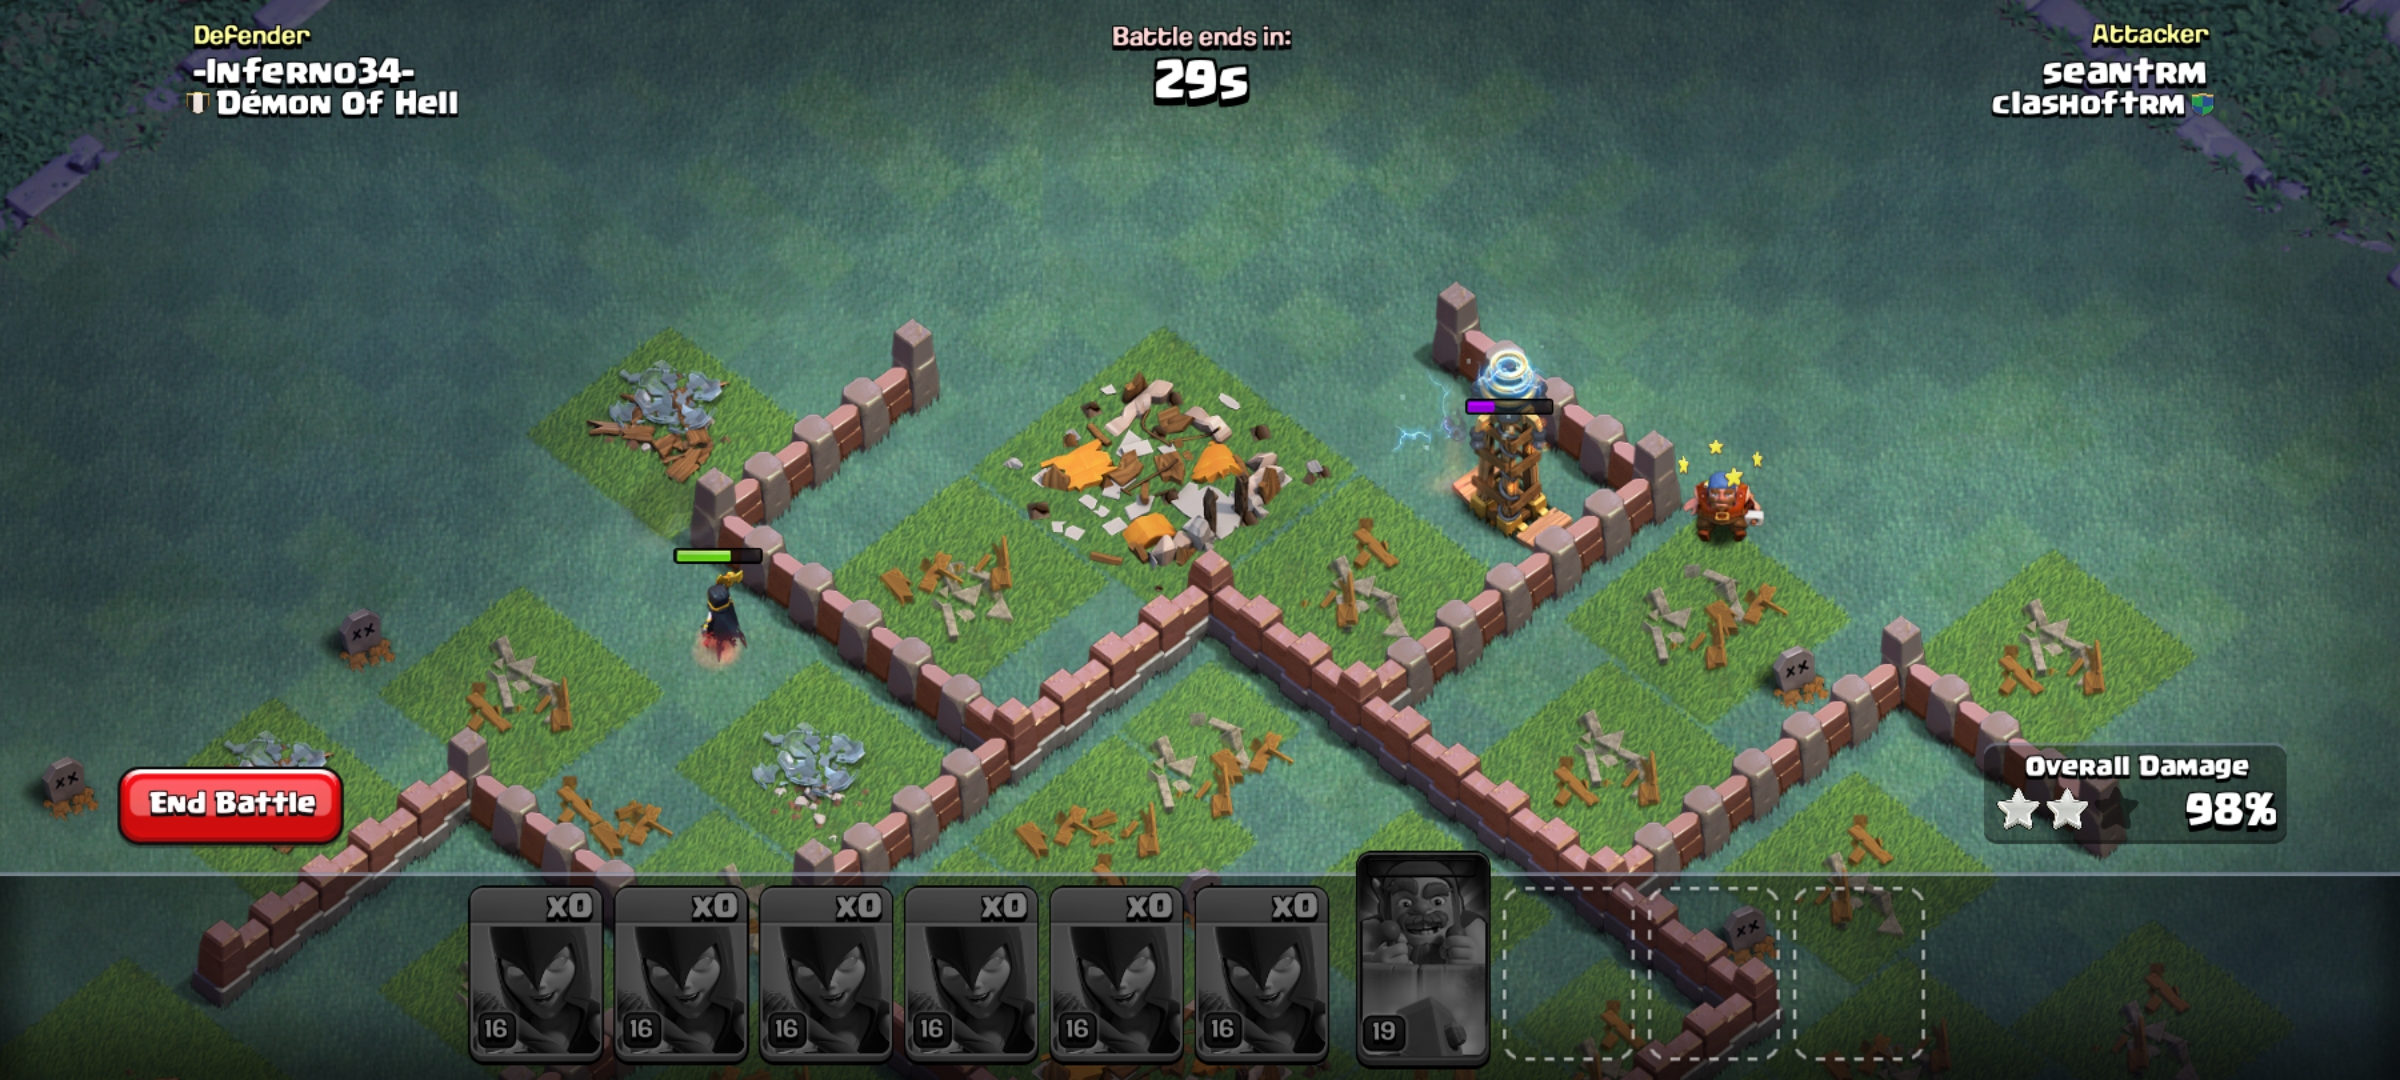 Defender
-Inferno34-
Démon Of Hell
Battle ends in:
29s
Attacker
seantRM
clashoftRM
End Battle
Overall Damage
98%
x0 x0 x0 x0 x0 x0
16 16 16 16 16 16 19